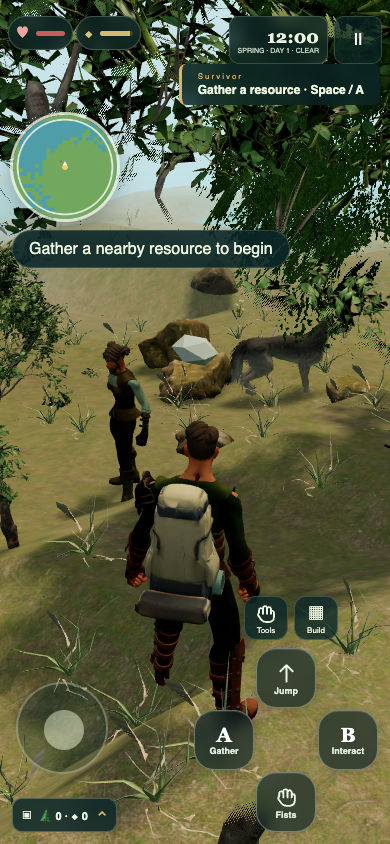 12:00
SPRING · DAY 1 · CLEAR
Survivor
Gather a resource · Space / A
Gather a nearby resource to begin
Tools
Build
Jump
A
Gather
B
Interact
Fists
0 · ◆ 0